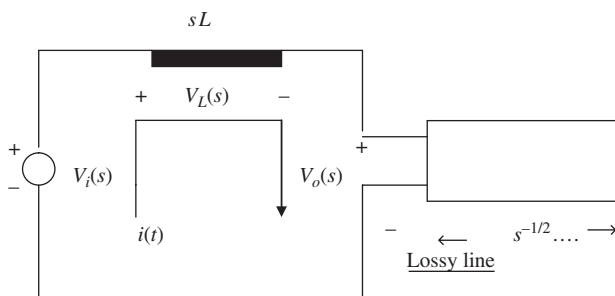 sL
+ V_L(s) –
+ V_i(s) V_o(s) +
–
i(t) – s^{-1/2} ....
Lossy line